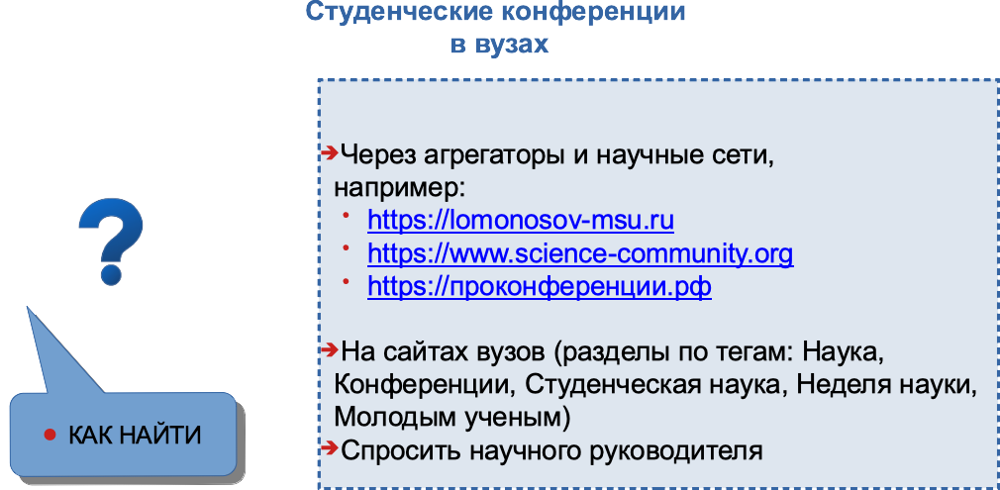 Студенческие конференции
в вузах
➔Через агрегаторы и научные сети,
например:
• https://lomonosov-msu.ru
• https://www.science-community.org
• https://проконференции.рф
➔На сайтах вузов (разделы по тегам: Наука,
Конференции, Студенческая наука, Неделя науки,
Молодым ученым)
➔Спросить научного руководителя
?
• КАК НАЙТИ